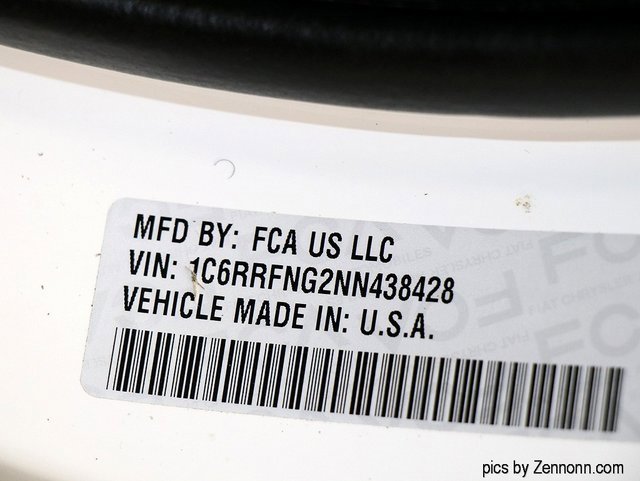 MFD BY: FCA US LLC
VIN: 1C6RRFNG2NN438428
VEHICLE MADE IN: U.S.A.
pics by Zennonn.com